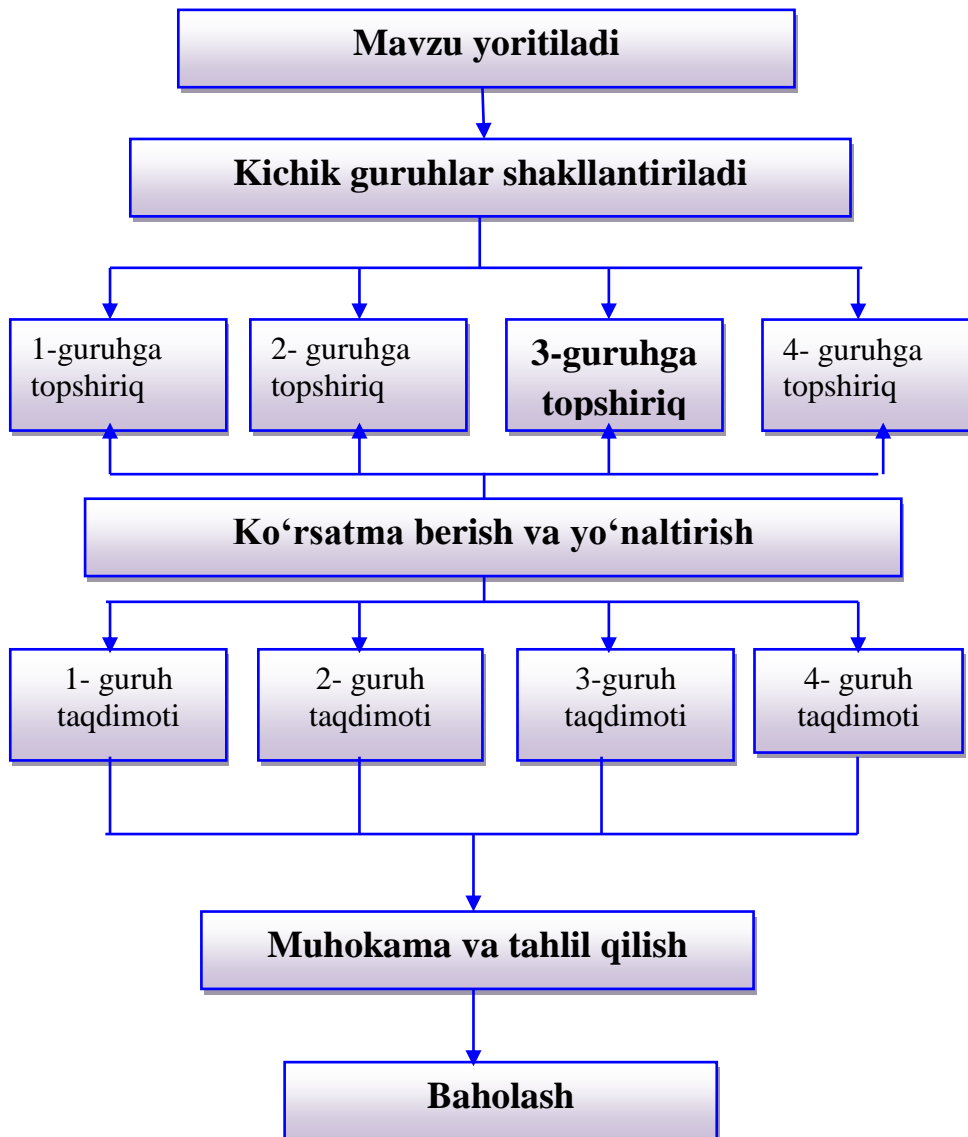 Mavzu yoritiladi
Kichik guruhlar shakllantiriladi
1-guruhga
topshiriq
2- guruhga
topshiriq
3-guruhga
topshiriq
4- guruhga
topshiriq
Ko‘rsatma berish va yo‘naltirish
1- guruh
taqdimoti
2- guruh
taqdimoti
3-guruh
taqdimoti
4- guruh
taqdimoti
Muhokama va tahlil qilish
Baholash